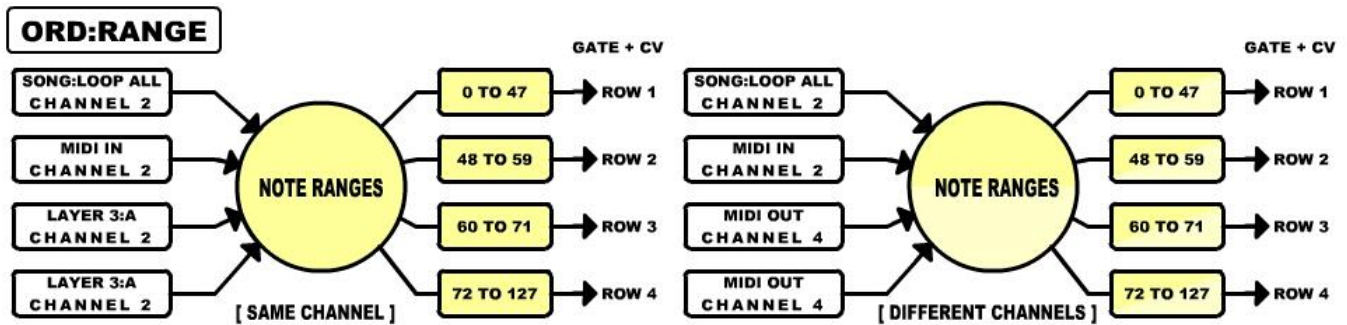 ORD:RANGE
GATE + CV
SONG:LOOP ALL
CHANNEL 2
MIDI IN
CHANNEL 2
LAYER 3:A
CHANNEL 2
LAYER 3:A
CHANNEL 2
NOTE RANGES
0 TO 47
ROW 1
48 TO 59
ROW 2
60 TO 71
ROW 3
72 TO 127
ROW 4
[ SAME CHANNEL ]
GATE + CV
SONG:LOOP ALL
CHANNEL 2
MIDI IN
CHANNEL 2
MIDI OUT
CHANNEL 4
MIDI OUT
CHANNEL 4
NOTE RANGES
0 TO 47
ROW 1
48 TO 59
ROW 2
60 TO 71
ROW 3
72 TO 127
ROW 4
[ DIFFERENT CHANNELS ]